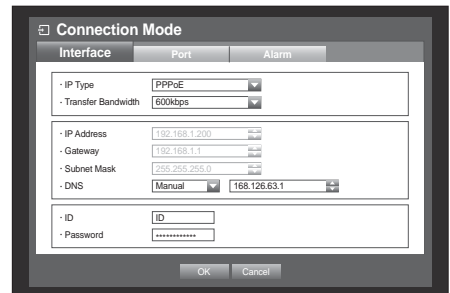 Connection Mode
Interface Port Alarm
· IP Type PPPoE
· Transfer Bandwidth 600kbps
· IP Address 192.168.1.200
· Gateway 192.168.1.1
· Subnet Mask 255.255.255.0
· DNS Manual 168.126.63.1
· ID ID
· Password ************
OK Cancel